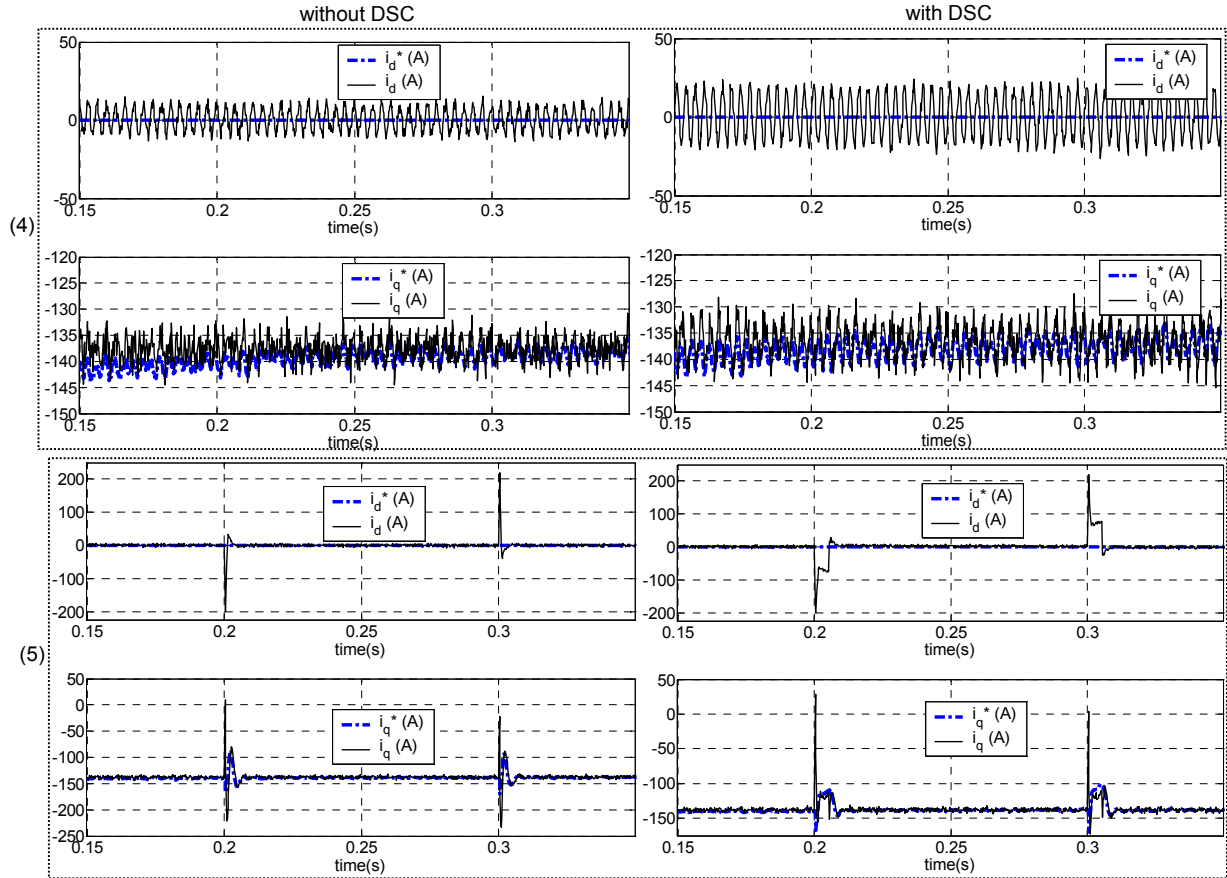 without DSC
with DSC
(4)
50
0
-50
i_d* (A)
i_d (A)
0.15
0.2
0.25
0.3
time(s)
50
0
-50
i_d* (A)
i_d (A)
0.15
0.2
0.25
0.3
time(s)
-120
-125
-130
-135
-140
-145
-150
i_q* (A)
i_q (A)
0.15
0.2
0.25
0.3
time(s)
-120
-125
-130
-135
-140
-145
-150
i_q* (A)
i_q (A)
0.15
0.2
0.25
0.3
time(s)
(5)
200
100
0
-100
-200
i_d* (A)
i_d (A)
0.15
0.2
0.25
0.3
time(s)
200
100
0
-100
-200
i_d* (A)
i_d (A)
0.15
0.2
0.25
0.3
time(s)
50
0
-50
-100
-150
-200
-250
i_q* (A)
i_q (A)
0.15
0.2
0.25
0.3
time(s)
50
0
-50
-100
-150
i_q* (A)
i_q (A)
0.15
0.2
0.25
0.3
time(s)